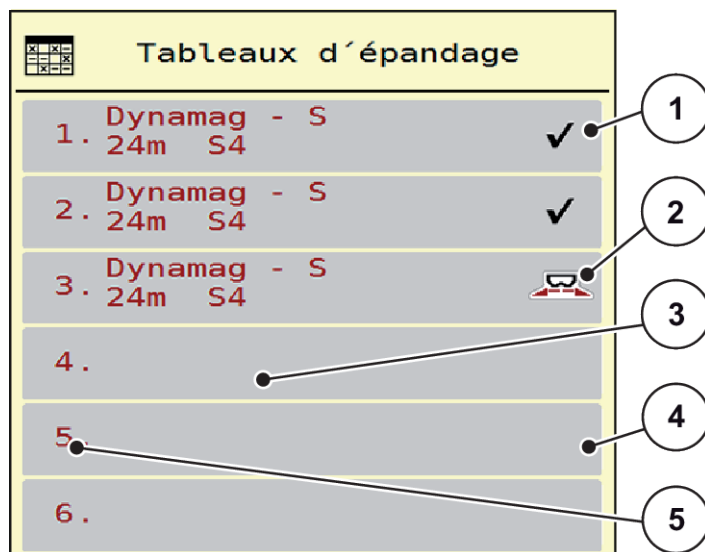 Tableaux d´épandage
1. Dynamag - S
24m S4
2. Dynamag - S
24m S4
3. Dynamag - S
24m S4
4.
5.
6.
1
2
3
4
5